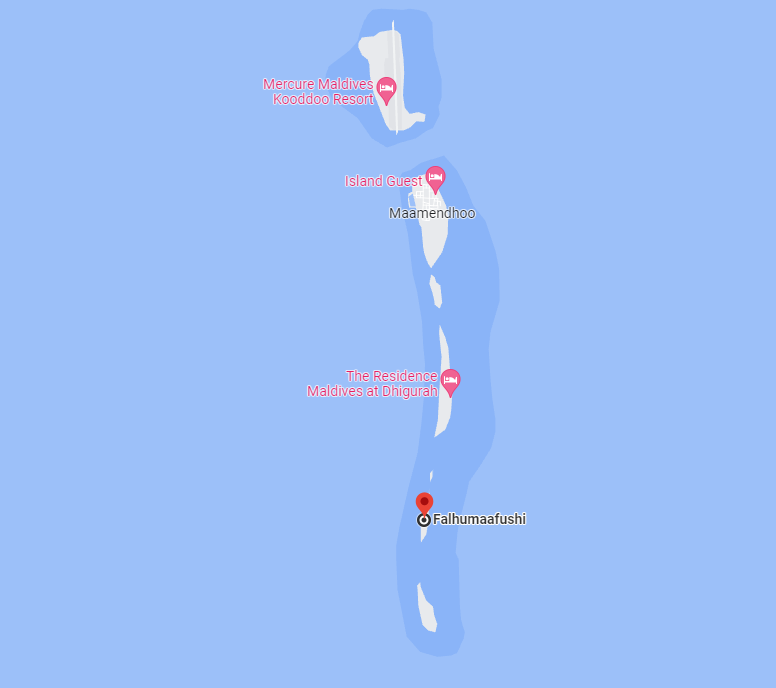 Mercure Maldives
Kooddoo Resort
Island Guest
Maamendhoo
The Residence
Maldives at Dhigurah
Falhumaafushi